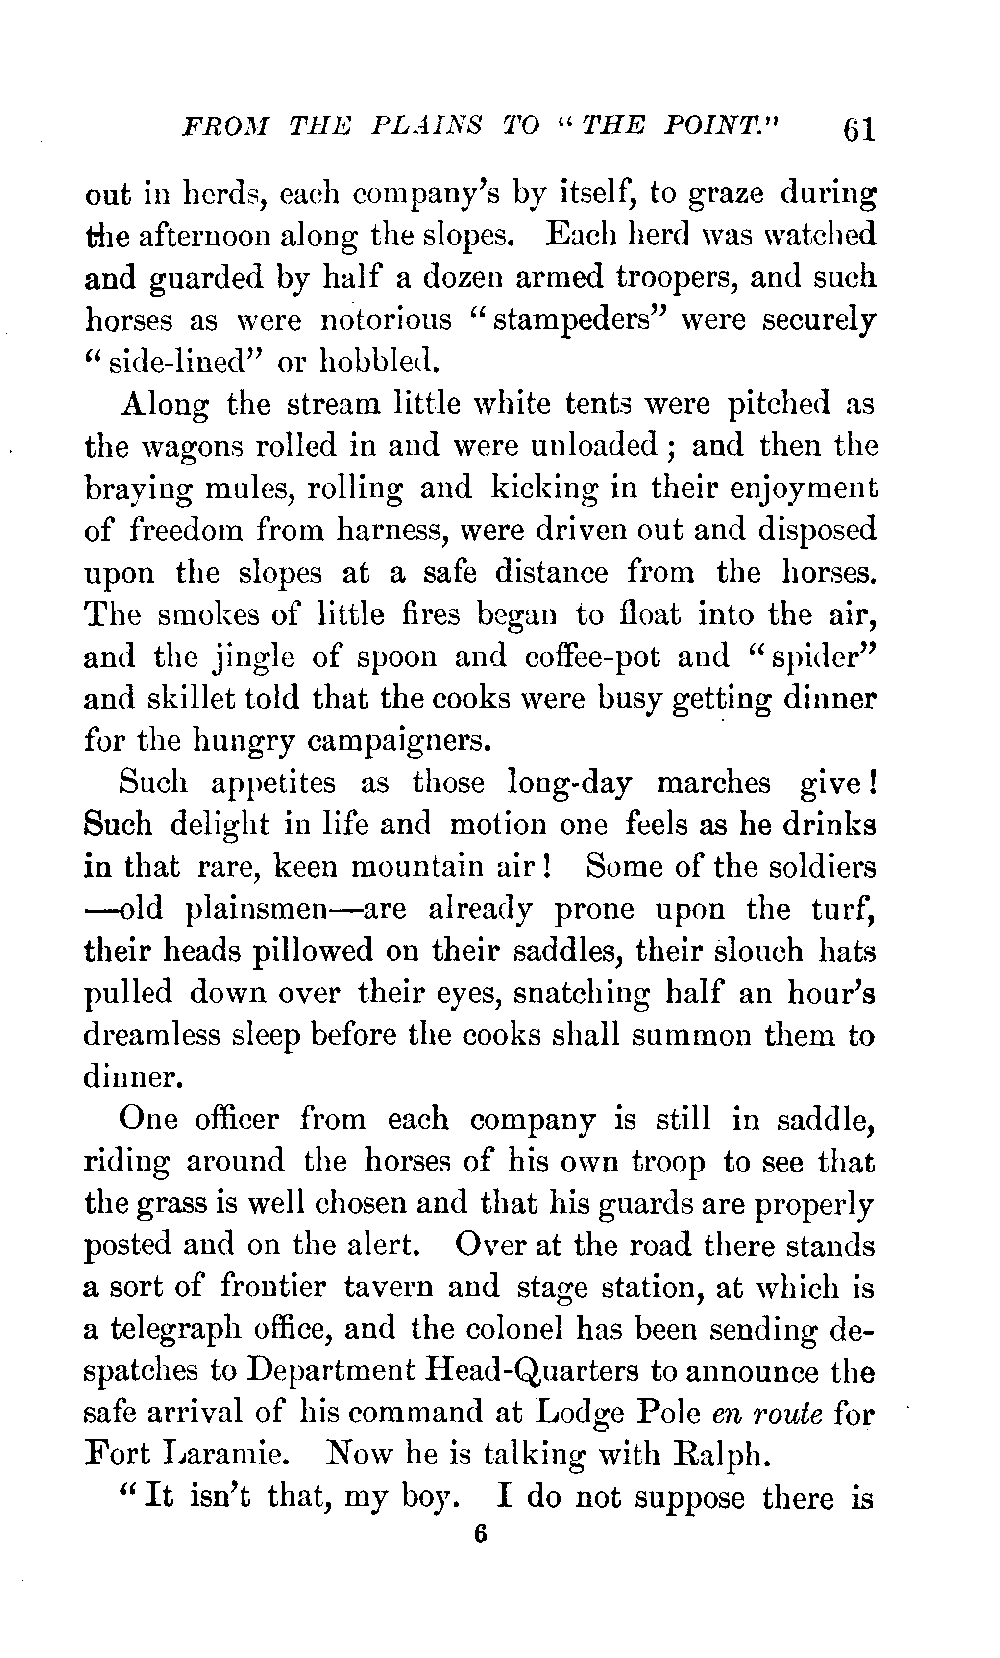 FROM THE PLAINS TO "THE POINT." 61
out in herds, each company's by itself, to graze during
the afternoon along the slopes. Each herd was watched
and guarded by half a dozen armed troopers, and such
horses as were notorious "stampeders" were securely
"side-lined" or hobbled.
Along the stream little white tents were pitched as
the wagons rolled in and were unloaded; and then the
braying mules, rolling and kicking in their enjoyment
of freedom from harness, were driven out and disposed
upon the slopes at a safe distance from the horses.
The smokes of little fires began to float into the air,
and the jingle of spoon and coffee-pot and "spider"
and skillet told that the cooks were busy getting dinner
for the hungry campaigners.
Such appetites as those long-day marches give!
Such delight in life and motion one feels as he drinks
in that rare, keen mountain air! Some of the soldiers
—old plainsmen—are already prone upon the turf,
their heads pillowed on their saddles, their slouch hats
pulled down over their eyes, snatching half an hour's
dreamless sleep before the cooks shall summon them to
dinner.
One officer from each company is still in saddle,
riding around the horses of his own troop to see that
the grass is well chosen and that his guards are properly
posted and on the alert. Over at the road there stands
a sort of frontier tavern and stage station, at which is
a telegraph office, and the colonel has been sending de-
spatches to Department Head-Quarters to announce the
safe arrival of his command at Lodge Pole en route for
Fort Laramie. Now he is talking with Ralph.
"It isn't that, my boy. I do not suppose there is
6